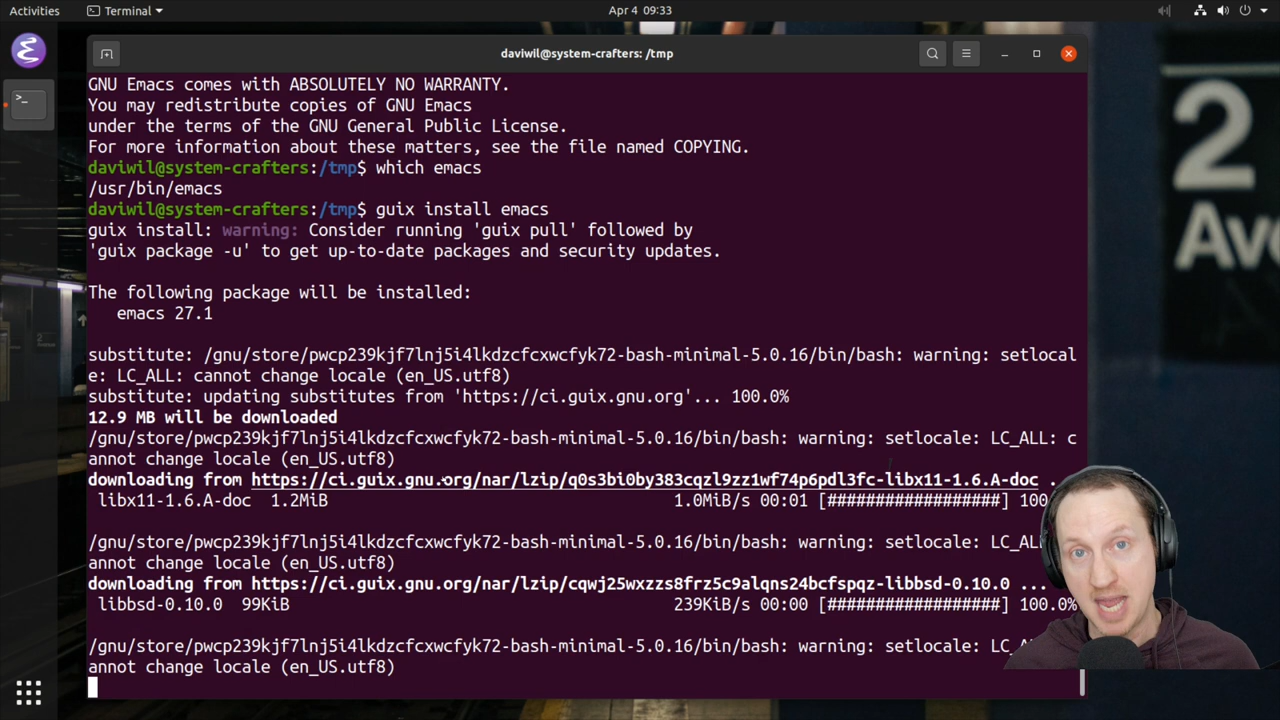 Activities
Terminal
Apr 4 09:33
daviwil@system-crafters: /tmp
GNU Emacs comes with ABSOLUTELY NO WARRANTY.
You may redistribute copies of GNU Emacs
under the terms of the GNU General Public License.
For more information about these matters, see the file named COPYING.
daviwil@system-crafters:/tmp$ which emacs
/usr/bin/emacs
daviwil@system-crafters:/tmp$ guix install emacs
guix install: warning: Consider running 'guix pull' followed by
'guix package -u' to get up-to-date packages and security updates.
The following package will be installed:
emacs 27.1
substitute: /gnu/store/pwcp239kjf7lnj5i4lkdzcfcxwcfyk72-bash-minimal-5.0.16/bin/bash: warning: setlocal
e: LC_ALL: cannot change locale (en_US.utf8)
substitute: updating substitutes from 'https://ci.guix.gnu.org'... 100.0%
12.9 MB will be downloaded
/gnu/store/pwcp239kjf7lnj5i4lkdzcfcxwcfyk72-bash-minimal-5.0.16/bin/bash: warning: setlocale: LC_ALL: c
annot change locale (en_US.utf8)
downloading from https://ci.guix.gnu.org/nar/lzip/q0s3bi0by383cqzl9zz1wf74p6pdl3fc-libx11-1.6.A-doc .
libx11-1.6.A-doc 1.2MiB 1.0MiB/s 00:01 [##################] 100
/gnu/store/pwcp239kjf7lnj5i4lkdzcfcxwcfyk72-bash-minimal-5.0.16/bin/bash: warning: setlocale: LC_AL
annot change locale (en_US.utf8)
downloading from https://ci.guix.gnu.org/nar/lzip/cqwj25wxzzs8frz5c9alqns24bcfspqz-libbsd-0.10.0 ...
libbsd-0.10.0 99KiB 239KiB/s 00:00 [##################] 100.0%
/gnu/store/pwcp239kjf7lnj5i4lkdzcfcxwcfyk72-bash-minimal-5.0.16/bin/bash: warning: setlocale: LC_A
annot change locale (en_US.utf8)
2
Ave